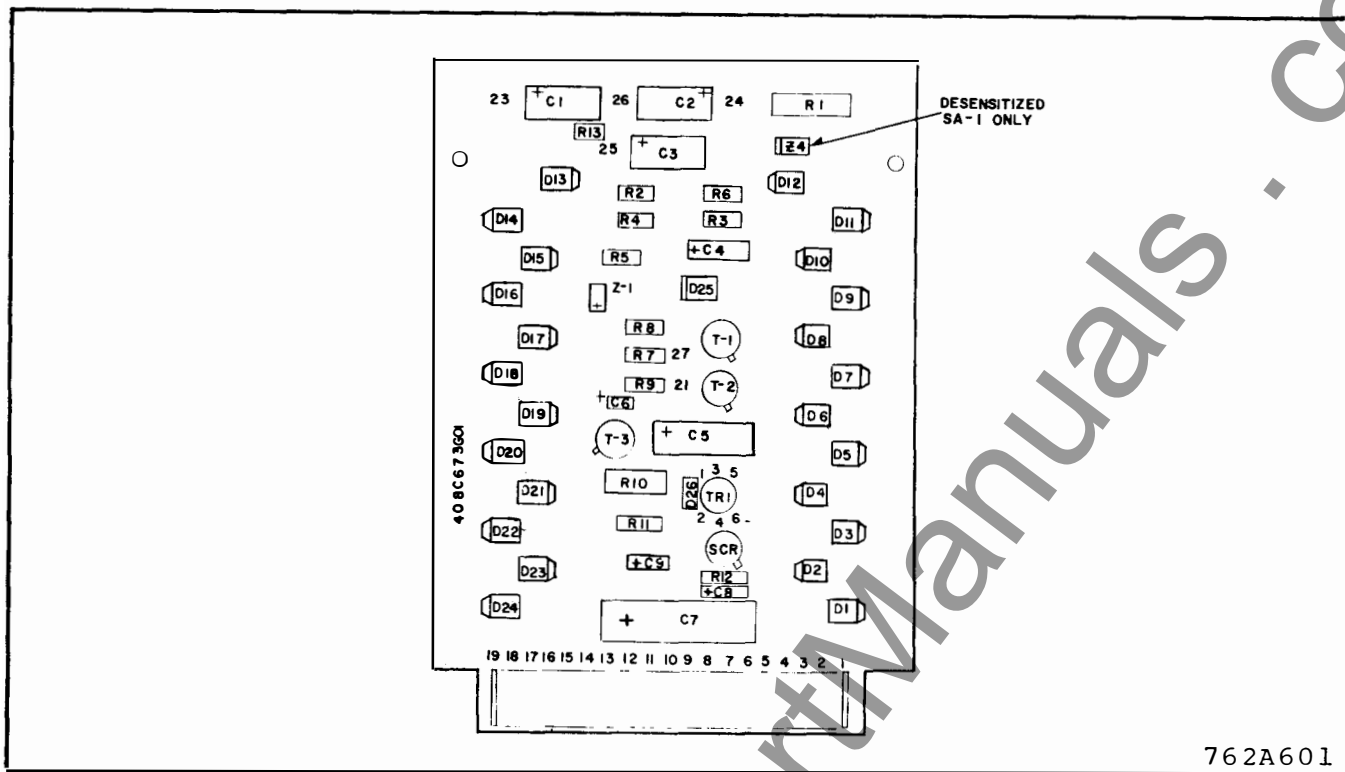 23 + C1 26 C2 + 24 R1
DESENSITIZED
SA-1 ONLY
R13
25 + C3 Z4
D13 D12
R2 R6
D14 R4 R3 D11
+C4
D15 R5 D10
D16 Z-1 D25 D9
+
R8
D17 T-1 D8
R7 27
D18 D7
R9 21 T-2
+ C6
D19 D6
T-3 + C5
D20 D5
408C673G01
1 3 5
D21 R10 D26 TR1 D4
2 4 6
D22 R11 D3
SCR
D23 +C9 D2
R12
+C8
D24 + C7 D1
19 18 17 16 15 14 13 12 11 10 9 8 7 6 5 4 3 2 1
762A601
rtManuals . co